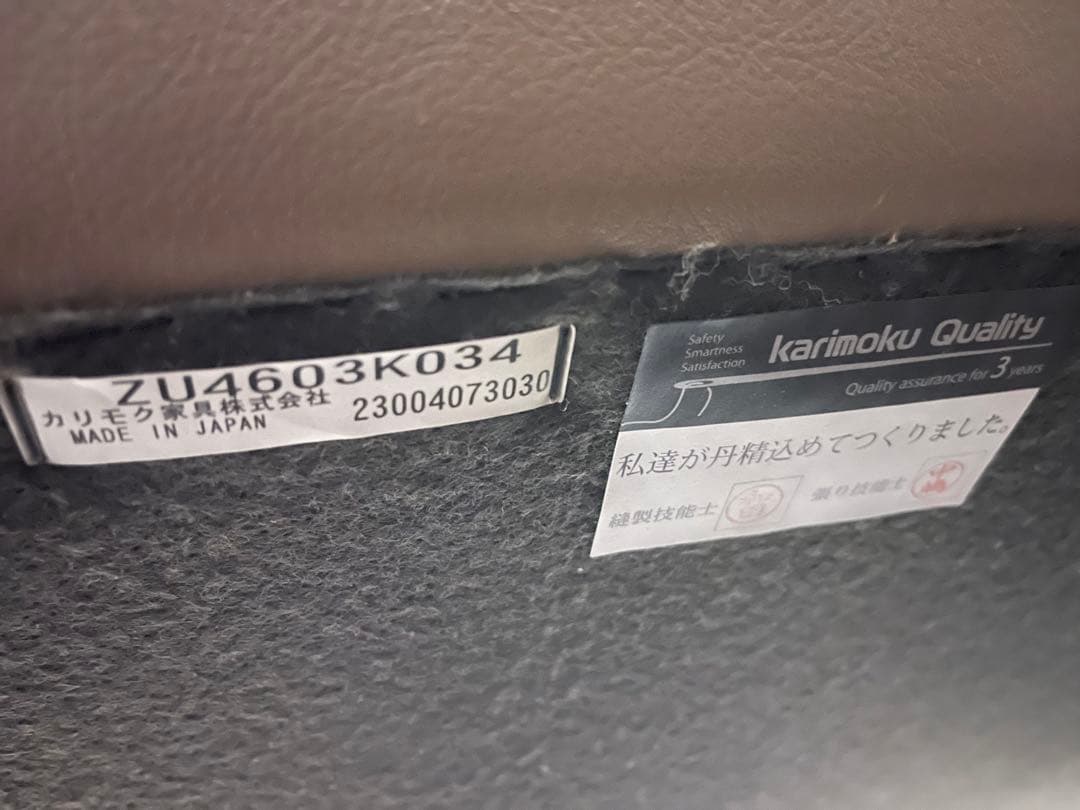 ZU4603K034
カリモク家具株式会社
23004073030
MADE IN JAPAN
Safety
Smartness
Satisfaction
karimoku Quality
Quality assurance for 3 years
私達が丹精込めてつくりました。
縫製技能士
張り技能士